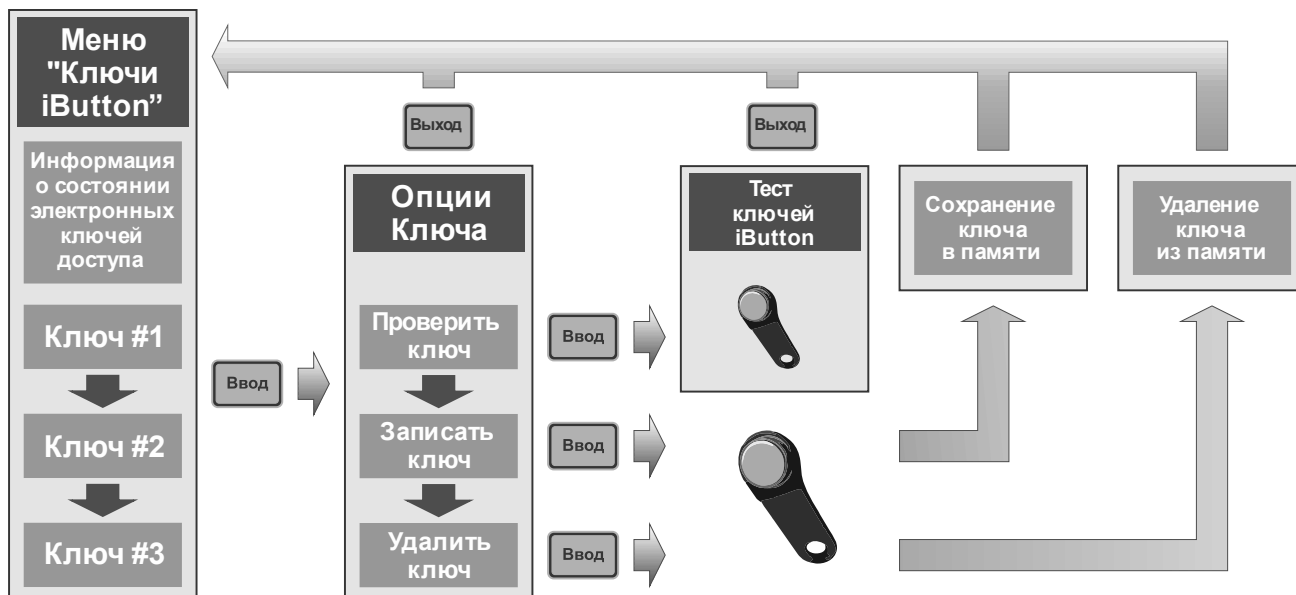 Меню
"Ключи
iButton”
Информация
о состоянии
электронных
ключей
доступа
Ключ #1
Ключ #2
Ключ #3
Ввод
Выход
Опции
Ключа
Проверить
ключ
Записать
ключ
Удалить
ключ
Ввод
Ввод
Ввод
Выход
Тест
ключей
iButton
Сохранение
ключа
в памяти
Удаление
ключа
из памяти